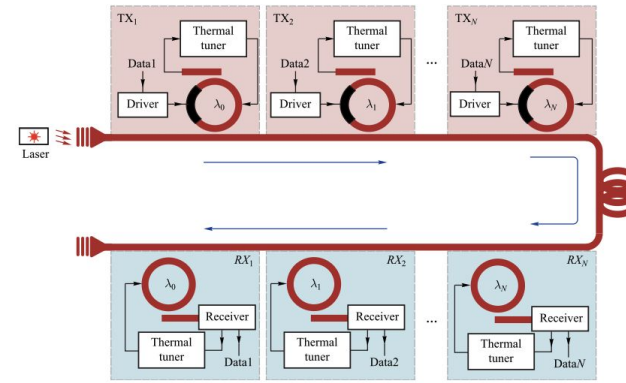 TX1
Thermal
tuner
Data1
Driver
λ0
TX2
Thermal
tuner
Data2
Driver
λ1
...
TXN
Thermal
tuner
DataN
Driver
λN
Laser
RX1
λ0
Receiver
Thermal
tuner
Data1
RX2
λ1
Receiver
Thermal
tuner
Data2
...
RXN
λN
Receiver
Thermal
tuner
DataN